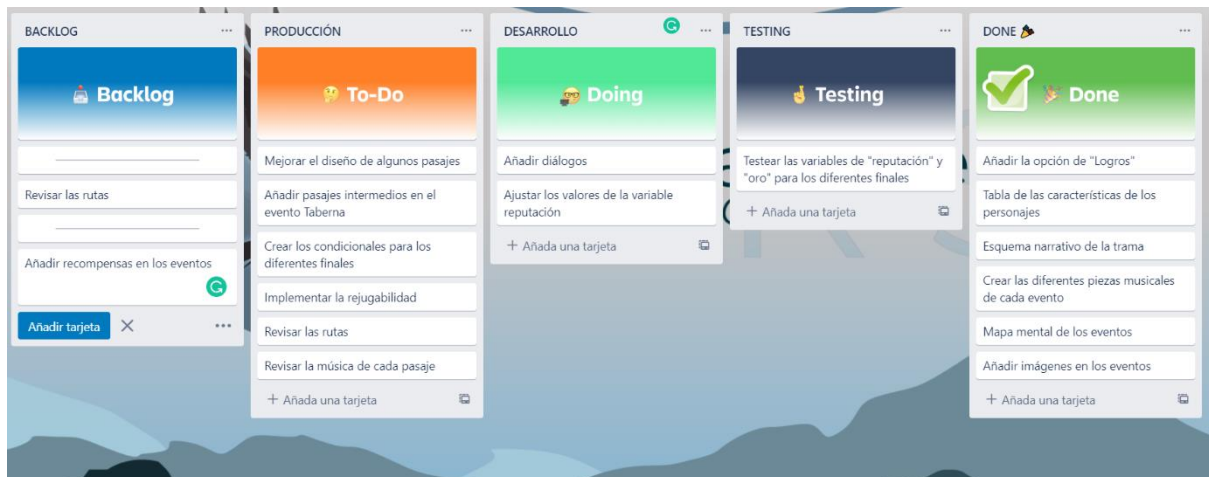 BACKLOG
Backlog
Revisar las rutas
Añadir recompensas en los eventos
Añadir tarjeta
PRODUCCIÓN
To-Do
Mejorar el diseño de algunos pasajes
Añadir pasajes intermedios en el
evento Taberna
Crear los condicionales para los
diferentes finales
Implementar la rejugabilidad
Revisar las rutas
Revisar la música de cada pasaje
+ Añada una tarjeta
DESARROLLO
Doing
Añadir diálogos
Ajustar los valores de la variable
reputación
+ Añada una tarjeta
TESTING
Testing
Testear las variables de "reputación" y
"oro" para los diferentes finales
+ Añada una tarjeta
DONE
Done
Añadir la opción de "Logros"
Tabla de las características de los
personajes
Esquema narrativo de la trama
Crear las diferentes piezas musicales
de cada evento
Mapa mental de los eventos
Añadir imágenes en los eventos
+ Añada una tarjeta